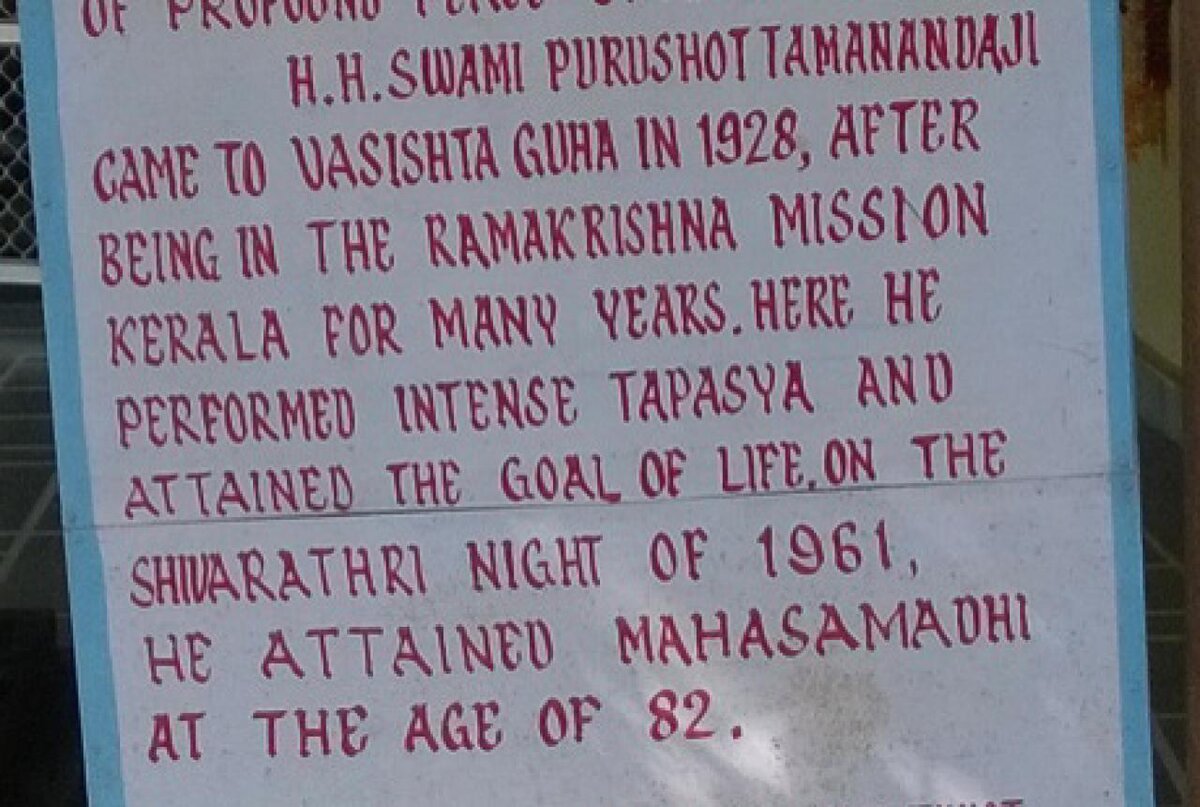 OF PROFOUND
H.H. SWAMI PURUSHOTTAMANANDAJI
CAME TO VASISHTA GUHA IN 1928, AFTER
BEING IN THE RAMAKRISHNA MISSION
KERALA FOR MANY YEARS. HERE HE
PERFORMED INTENSE TAPASYA AND
ATTAINED THE GOAL OF LIFE. ON THE
SHIVARATHRI NIGHT OF 1961,
HE ATTAINED MAHASAMADHI
AT THE AGE OF 82.